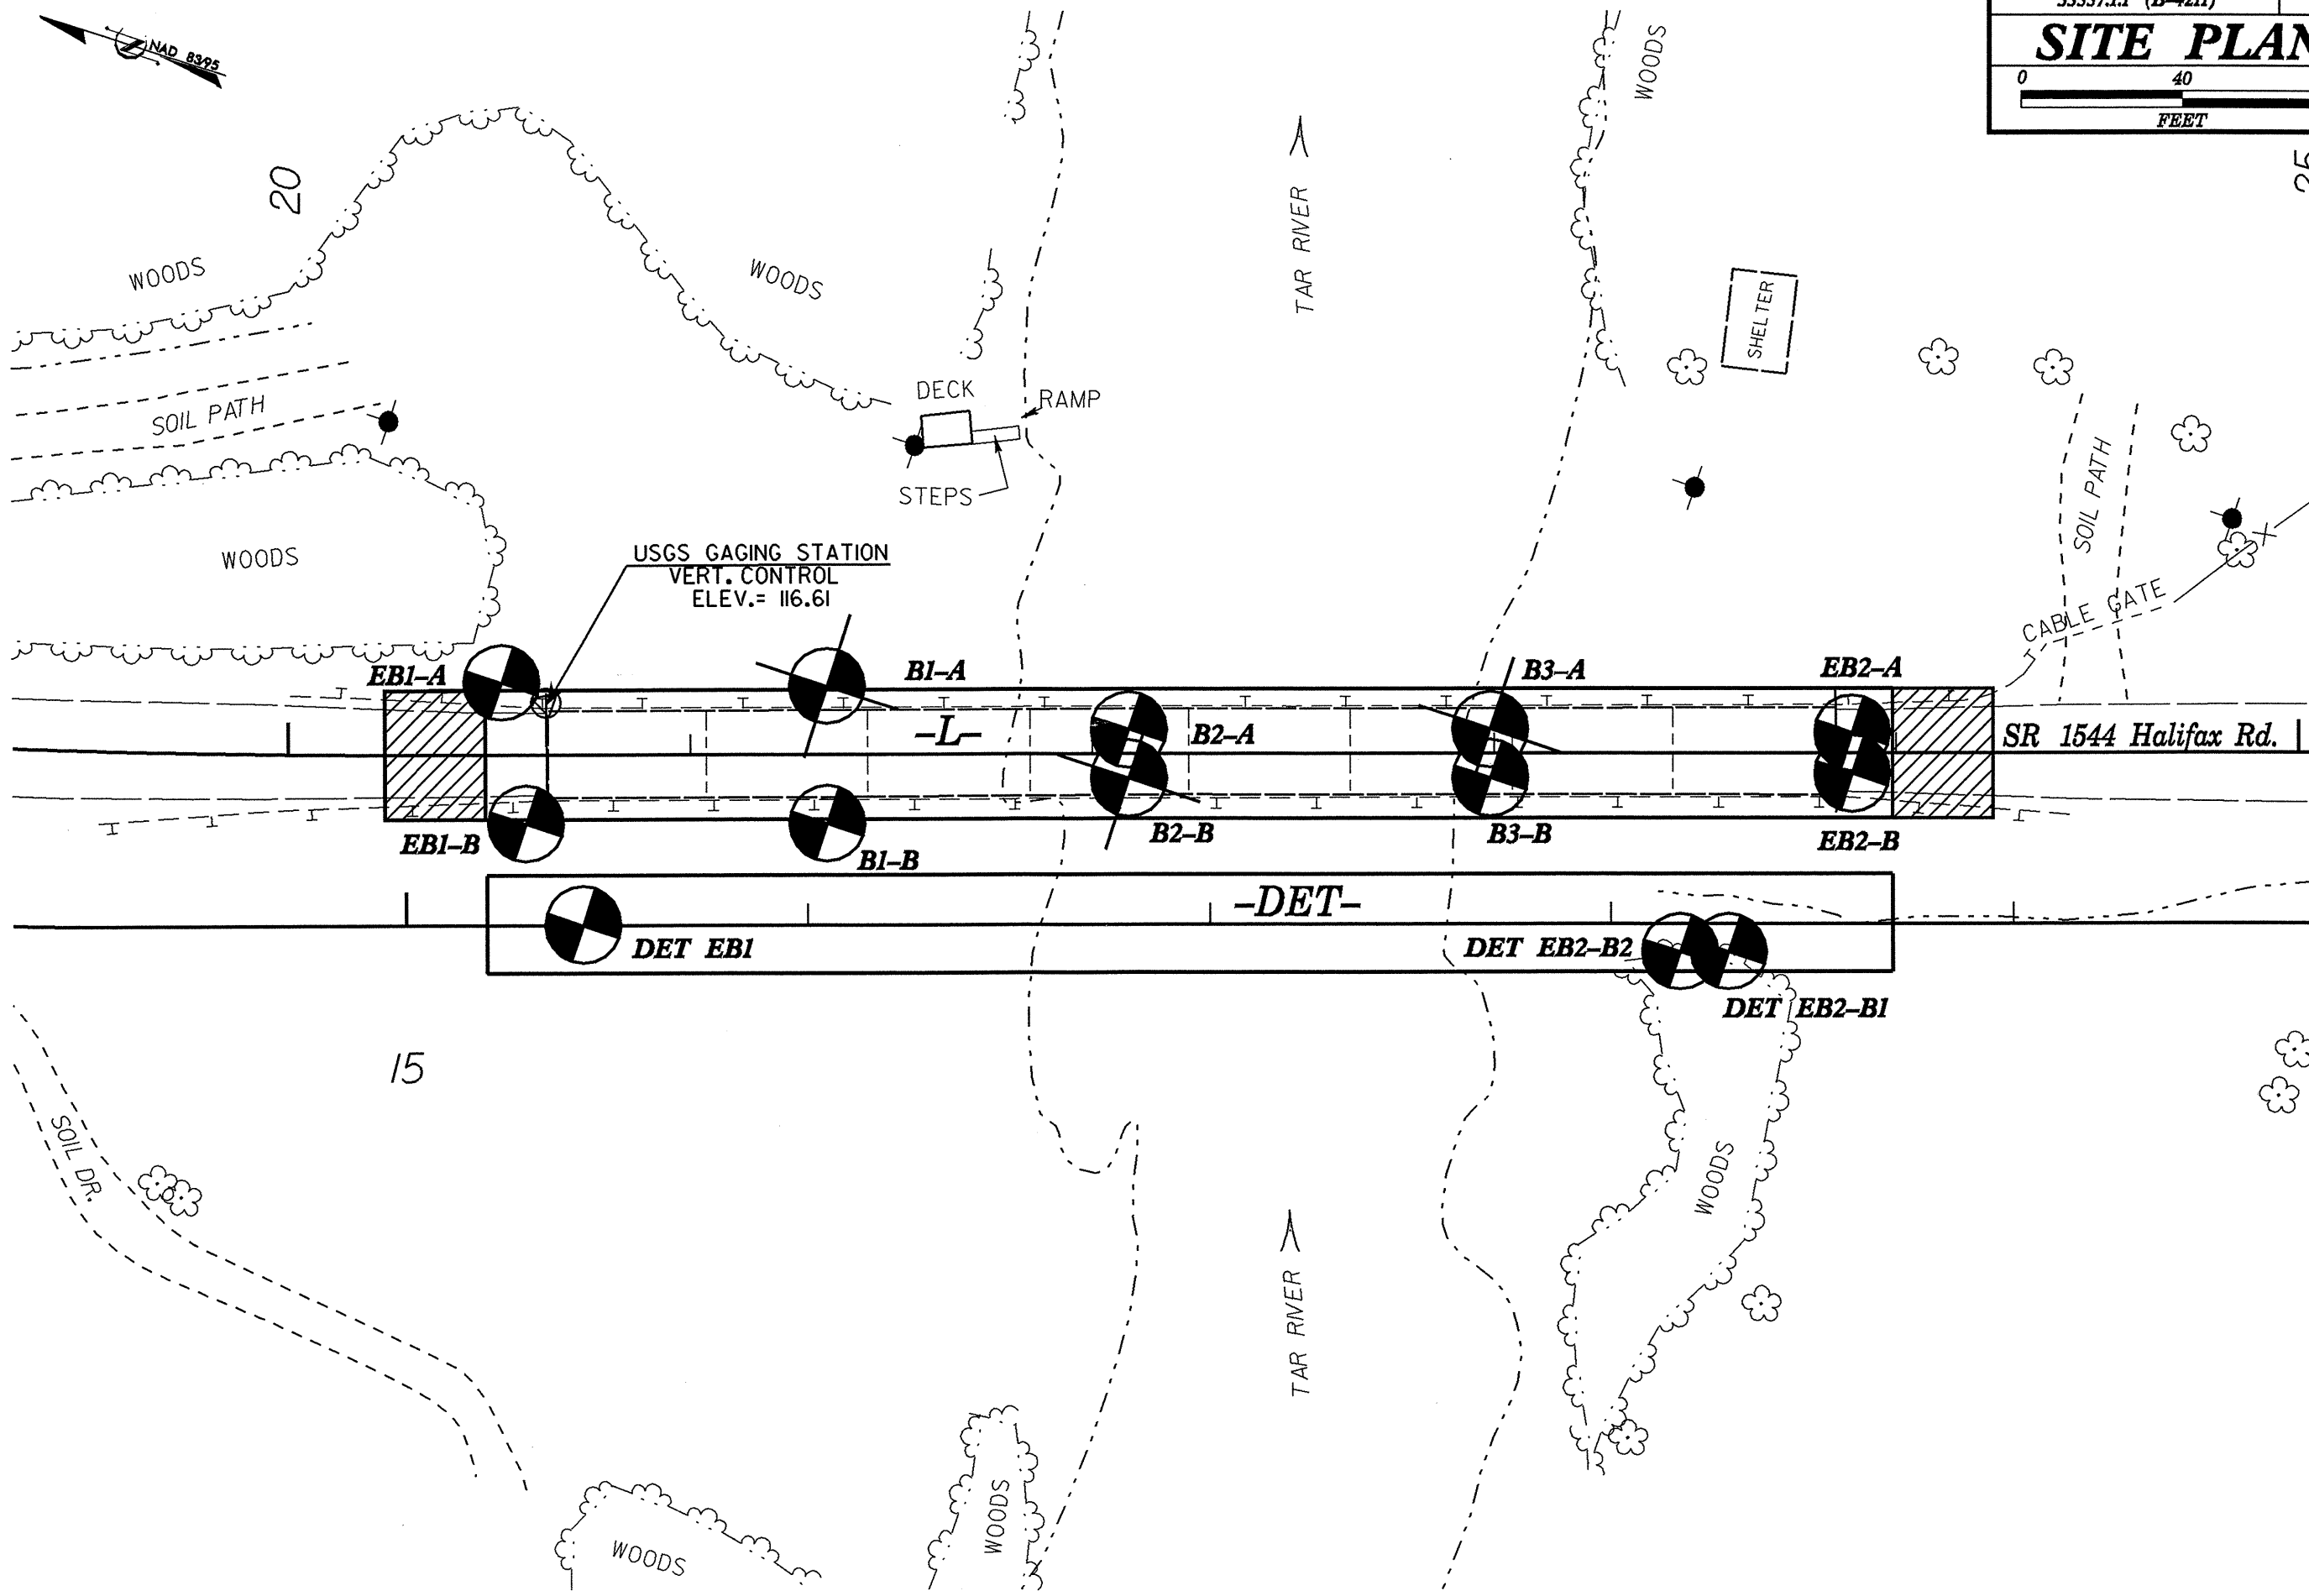 SITE PLAN
0 40
FEET
NAD 83/95
20
WOODS
WOODS
WOODS
TAR RIVER
SHELTER
SOIL PATH
DECK
RAMP
STEPS
SOIL PATH
WOODS
USGS GAGING STATION
VERT. CONTROL
ELEV.= 116.61
CABLE GATE
EB1-A
B1-A
B3-A
EB2-A
-L-
B2-A
SR 1544 Halifax Rd.
EB1-B
B1-B
B2-B
B3-B
EB2-B
-DET-
DET EB1
DET EB2-B2
DET EB2-B1
15
SOIL DR.
WOODS
TAR RIVER
WOODS
WOODS